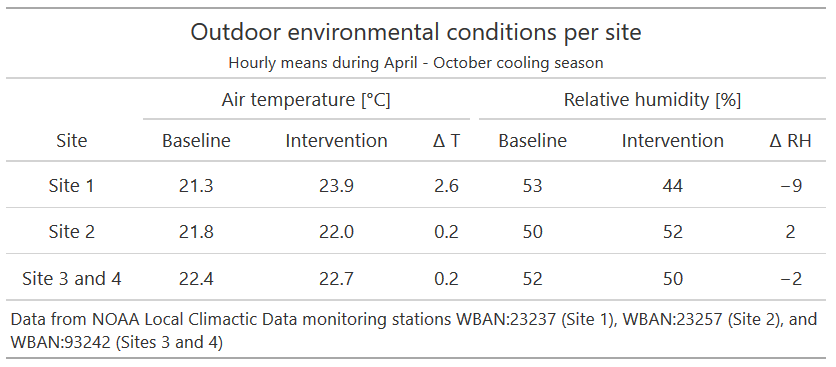 Outdoor environmental conditions per site
Hourly means during April - October cooling season
Air temperature [°C] Relative humidity [%]
Site Baseline Intervention Δ T Baseline Intervention Δ RH
Site 1 21.3 23.9 2.6 53 44 −9
Site 2 21.8 22.0 0.2 50 52 2
Site 3 and 4 22.4 22.7 0.2 52 50 −2
Data from NOAA Local Climactic Data monitoring stations WBAN:23237 (Site 1), WBAN:23257 (Site 2), and
WBAN:93242 (Sites 3 and 4)